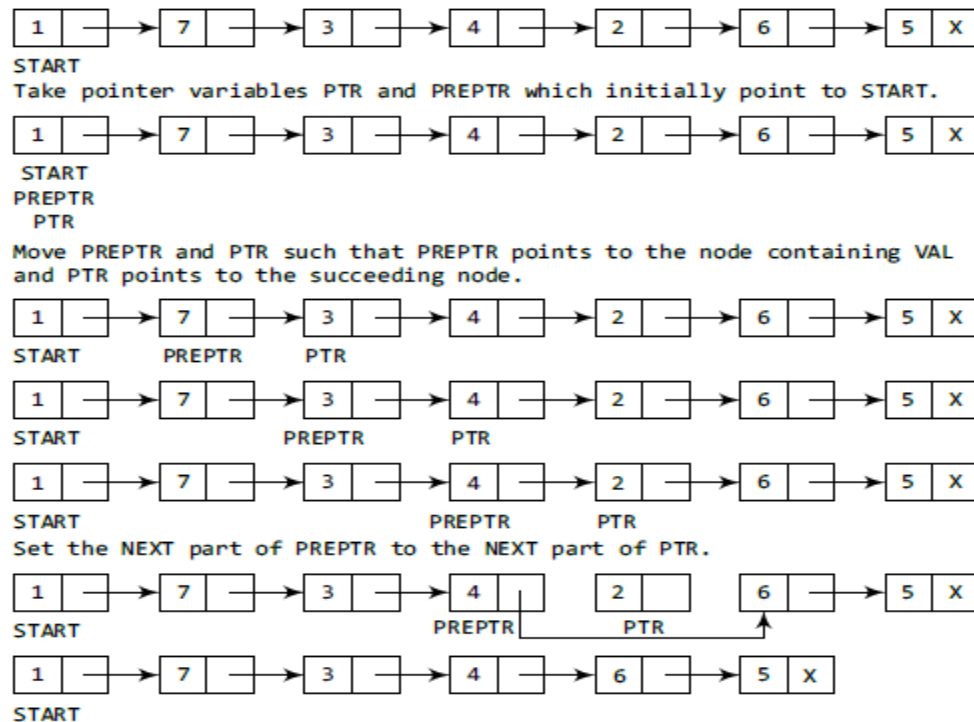 1 7 3 4 2 6 5 X
START
Take pointer variables PTR and PREPTR which initially point to START.
1 7 3 4 2 6 5 X
START
PREPTR
PTR
Move PREPTR and PTR such that PREPTR points to the node containing VAL
and PTR points to the succeeding node.
1 7 3 4 2 6 5 X
START PREPTR PTR
1 7 3 4 2 6 5 X
START PREPTR PTR
1 7 3 4 2 6 5 X
START PREPTR PTR
Set the NEXT part of PREPTR to the NEXT part of PTR.
1 7 3 4 2 6 5 X
START PREPTR PTR
1 7 3 4 6 5 X
START